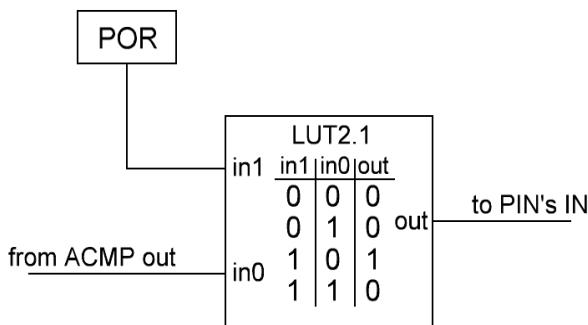 POR
LUT2.1
in1 in1 in0 out
0 0 0
0 1 0
out
to PIN's IN
1 0 1
from ACMP out
in0
1 1 0